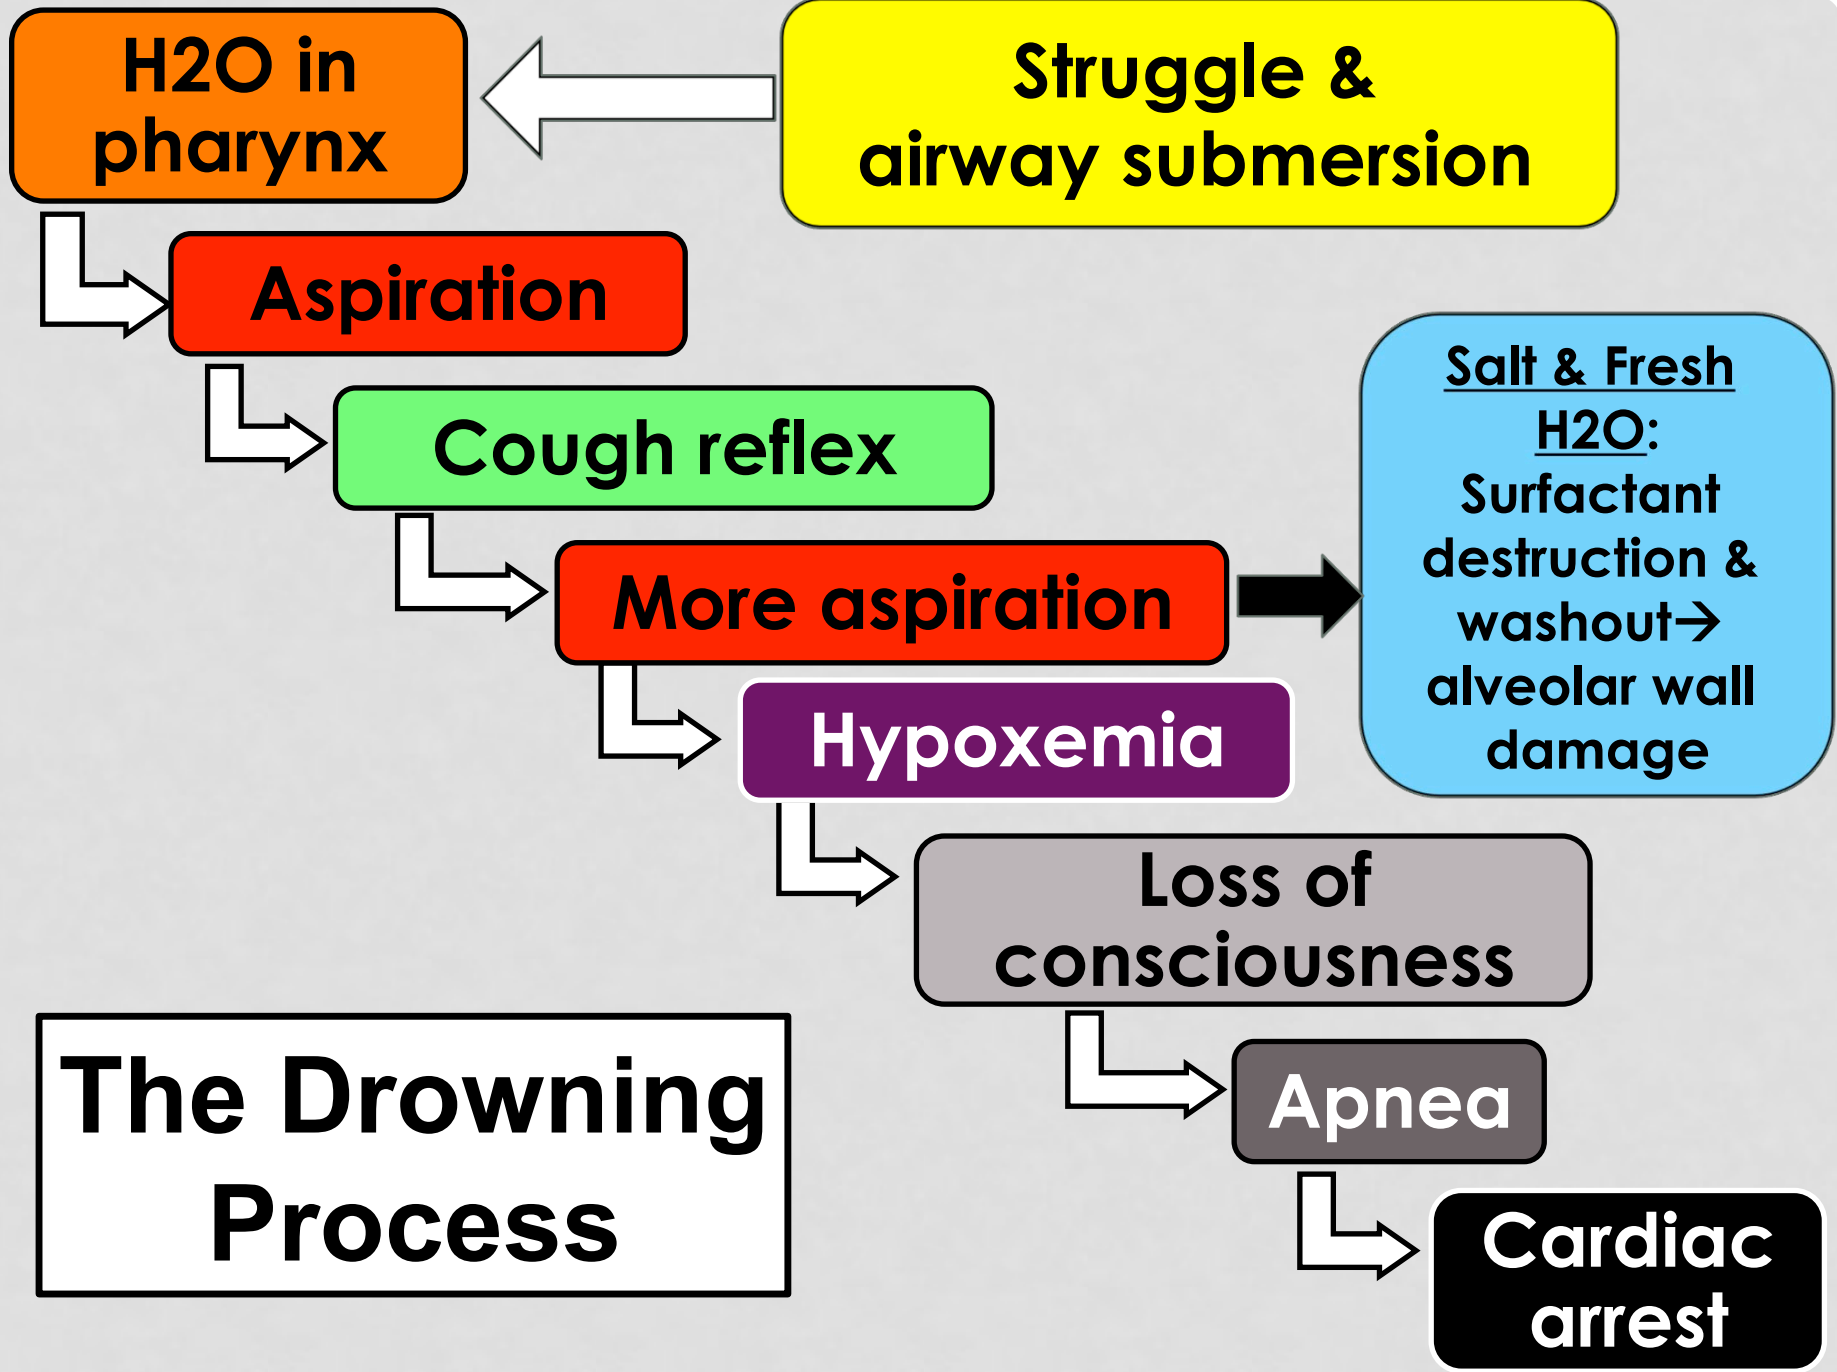 H2O in
pharynx
Struggle &
airway submersion
Aspiration
Cough reflex
More aspiration
Salt & Fresh
H2O:
Surfactant
destruction &
washout→
alveolar wall
damage
Hypoxemia
Loss of
consciousness
Apnea
Cardiac
arrest
The Drowning
Process